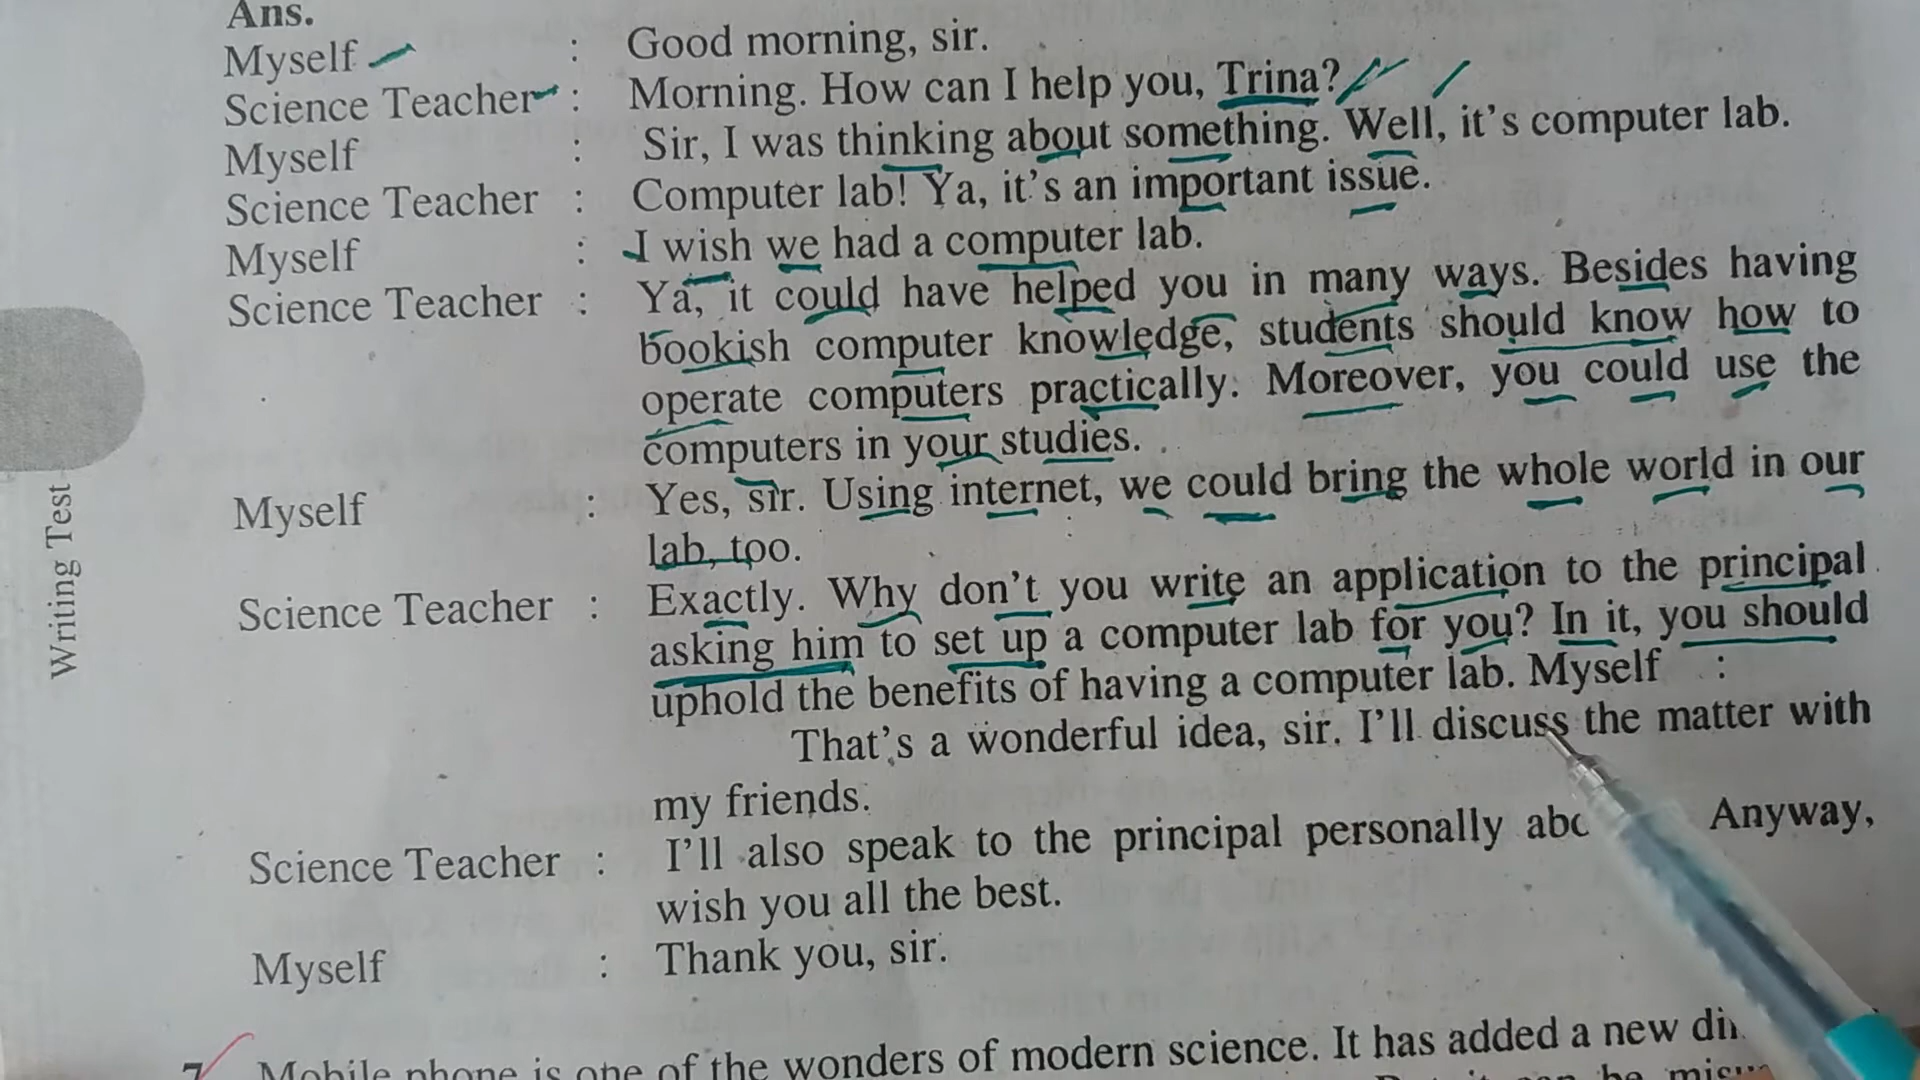 Ans.
Myself : Good morning, sir.
Science Teacher : Morning. How can I help you, Trina?
Myself : Sir, I was thinking about something. Well, it's computer lab.
Science Teacher : Computer lab! Ya, it's an important issue.
Myself : I wish we had a computer lab.
Science Teacher : Ya, it could have helped you in many ways. Besides having
bookish computer knowledge, students should know how to
operate computers practically. Moreover, you could use the
computers in your studies.
Myself : Yes, sir. Using internet, we could bring the whole world in our
lab, too.
Science Teacher : Exactly. Why don't you write an application to the principal
asking him to set up a computer lab for you? In it, you should
uphold the benefits of having a computer lab. Myself :
That's a wonderful idea, sir. I'll discuss the matter with
my friends.
Science Teacher : I'll also speak to the principal personally Anyway,
wish you all the best.
Myself : Thank you, sir.
Writing Test
7 Mobile phone is one of the wonders of modern science. It has added a new
be